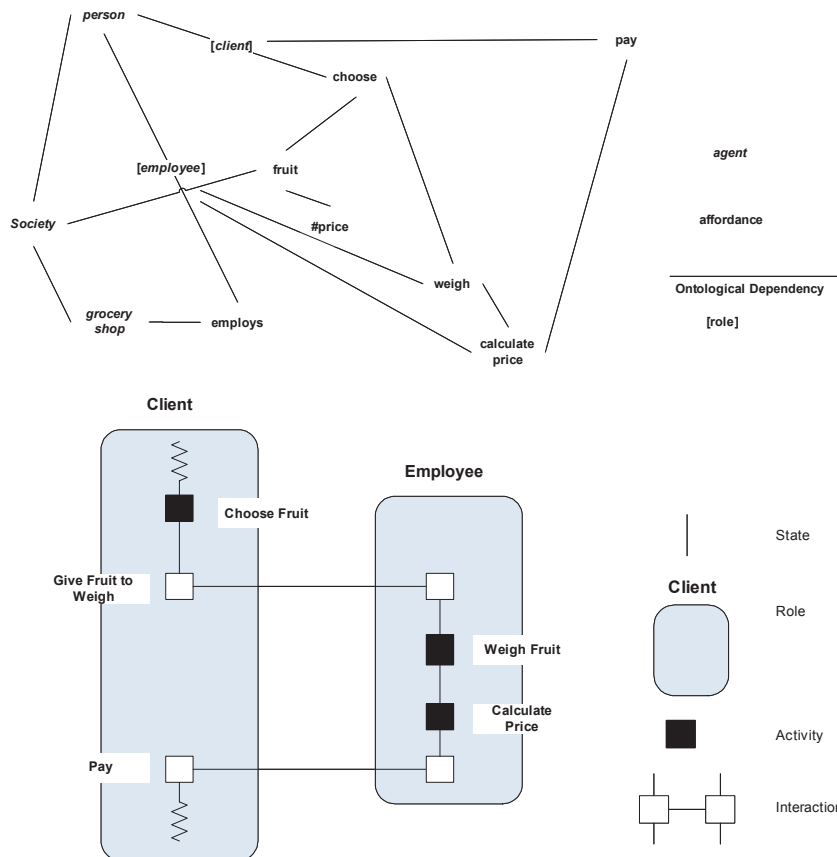 person
[client]
pay
choose
agent
[employee]
fruit
Society
#price
affordance
weigh
Ontological Dependency
grocery
shop
employs
[role]
calculate
price
Client
Employee
Choose Fruit
State
Give Fruit to
Weigh
Client
Role
Weigh Fruit
Calculate
Price
Activity
Pay
Interaction